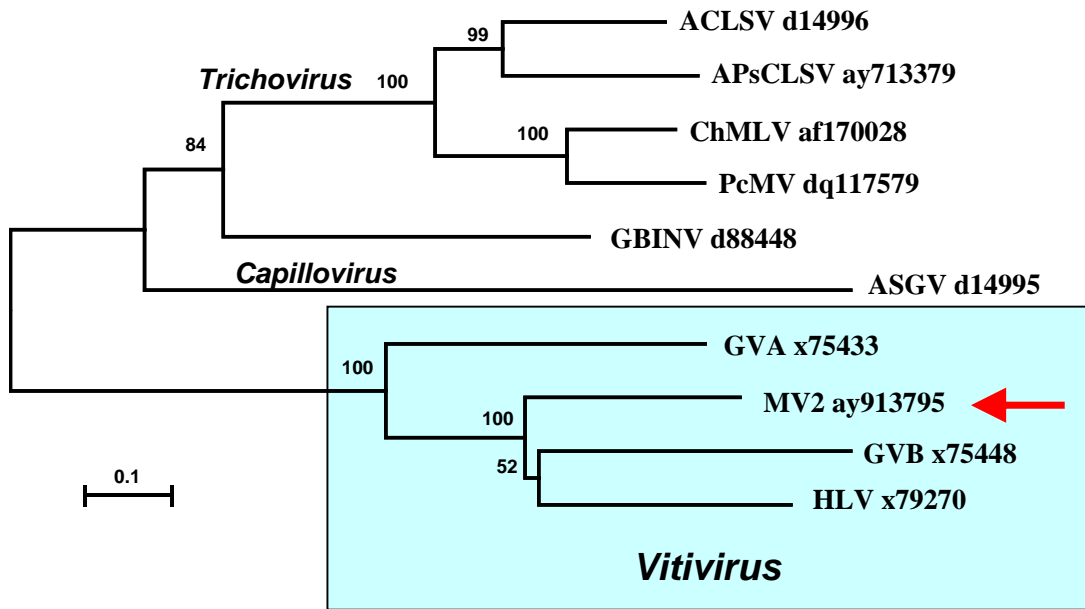 ACLSV d14996
99
APsCLSV ay713379
Trichovirus
100
ChMLV af170028
100
84
PcMV dq117579
GBINV d88448
Capillovirus
ASGV d14995
GVA x75433
100
MV2 ay913795
100
GVB x75448
52
0.1
HLV x79270
Vitivirus